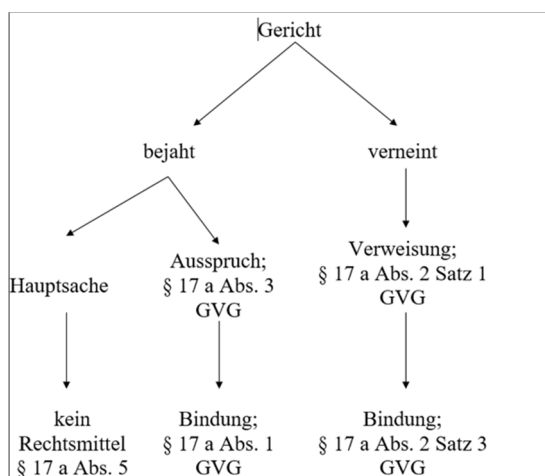 Gericht
bejaht
verneint
Hauptsache
Ausspruch;
§ 17 a Abs. 3
GVG
Verweisung;
§ 17 a Abs. 2 Satz 1
GVG
kein
Rechtsmittel
§ 17 a Abs. 5
Bindung;
§ 17 a Abs. 1
GVG
Bindung;
§ 17 a Abs. 2 Satz 3
GVG